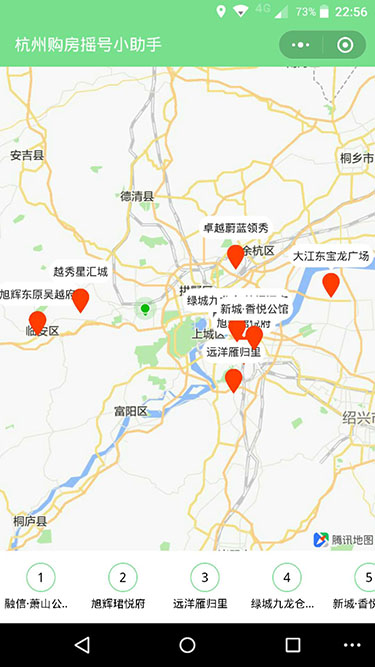 4G 73% 22:56
杭州购房摇号小助手
安吉县
桐乡市
德清县
卓越蔚蓝领秀
余杭区
大江东宝龙广场
越秀星汇城
旭辉东原吴越府
绿城九
新城·香悦公馆
临安区
上城区
远洋雁归里
富阳区
绍兴市
桐庐县
腾讯地图
1 2 3 4 5
融信·萧山公.. 旭辉珺悦府 远洋雁归里 绿城九龙仓... 新城·香悦